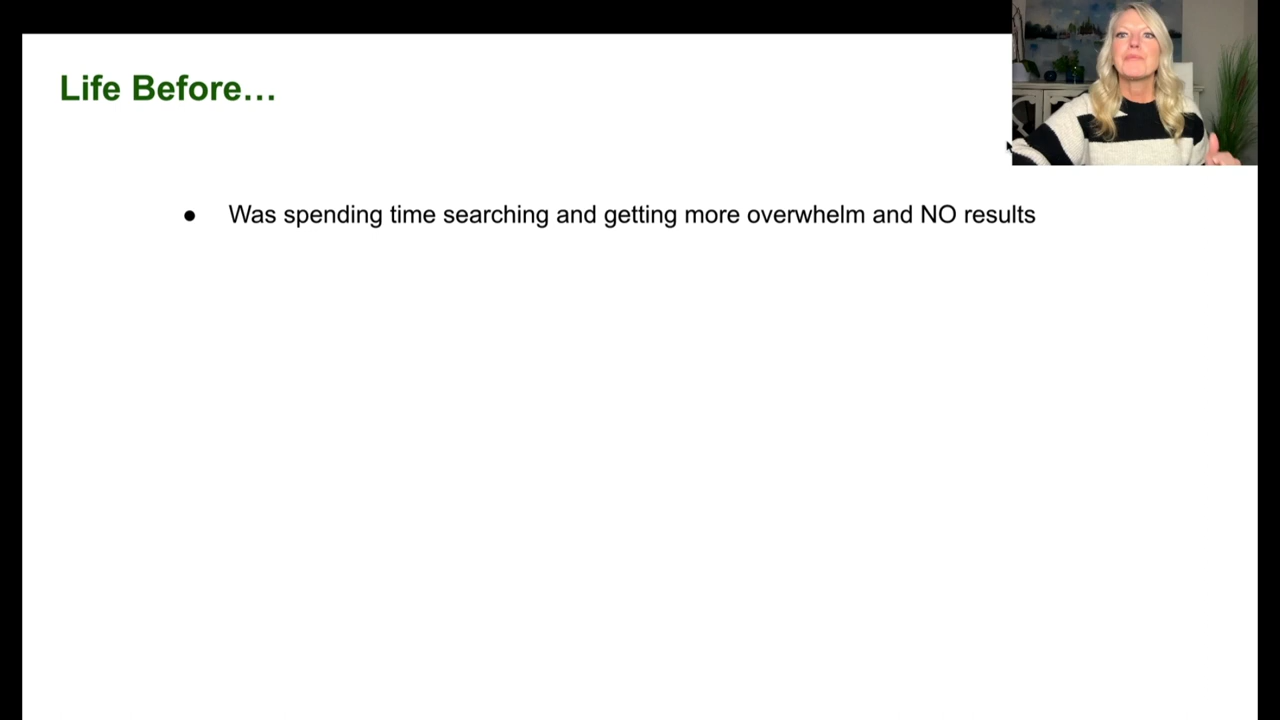 Life Before…
● Was spending time searching and getting more overwhelm and NO results